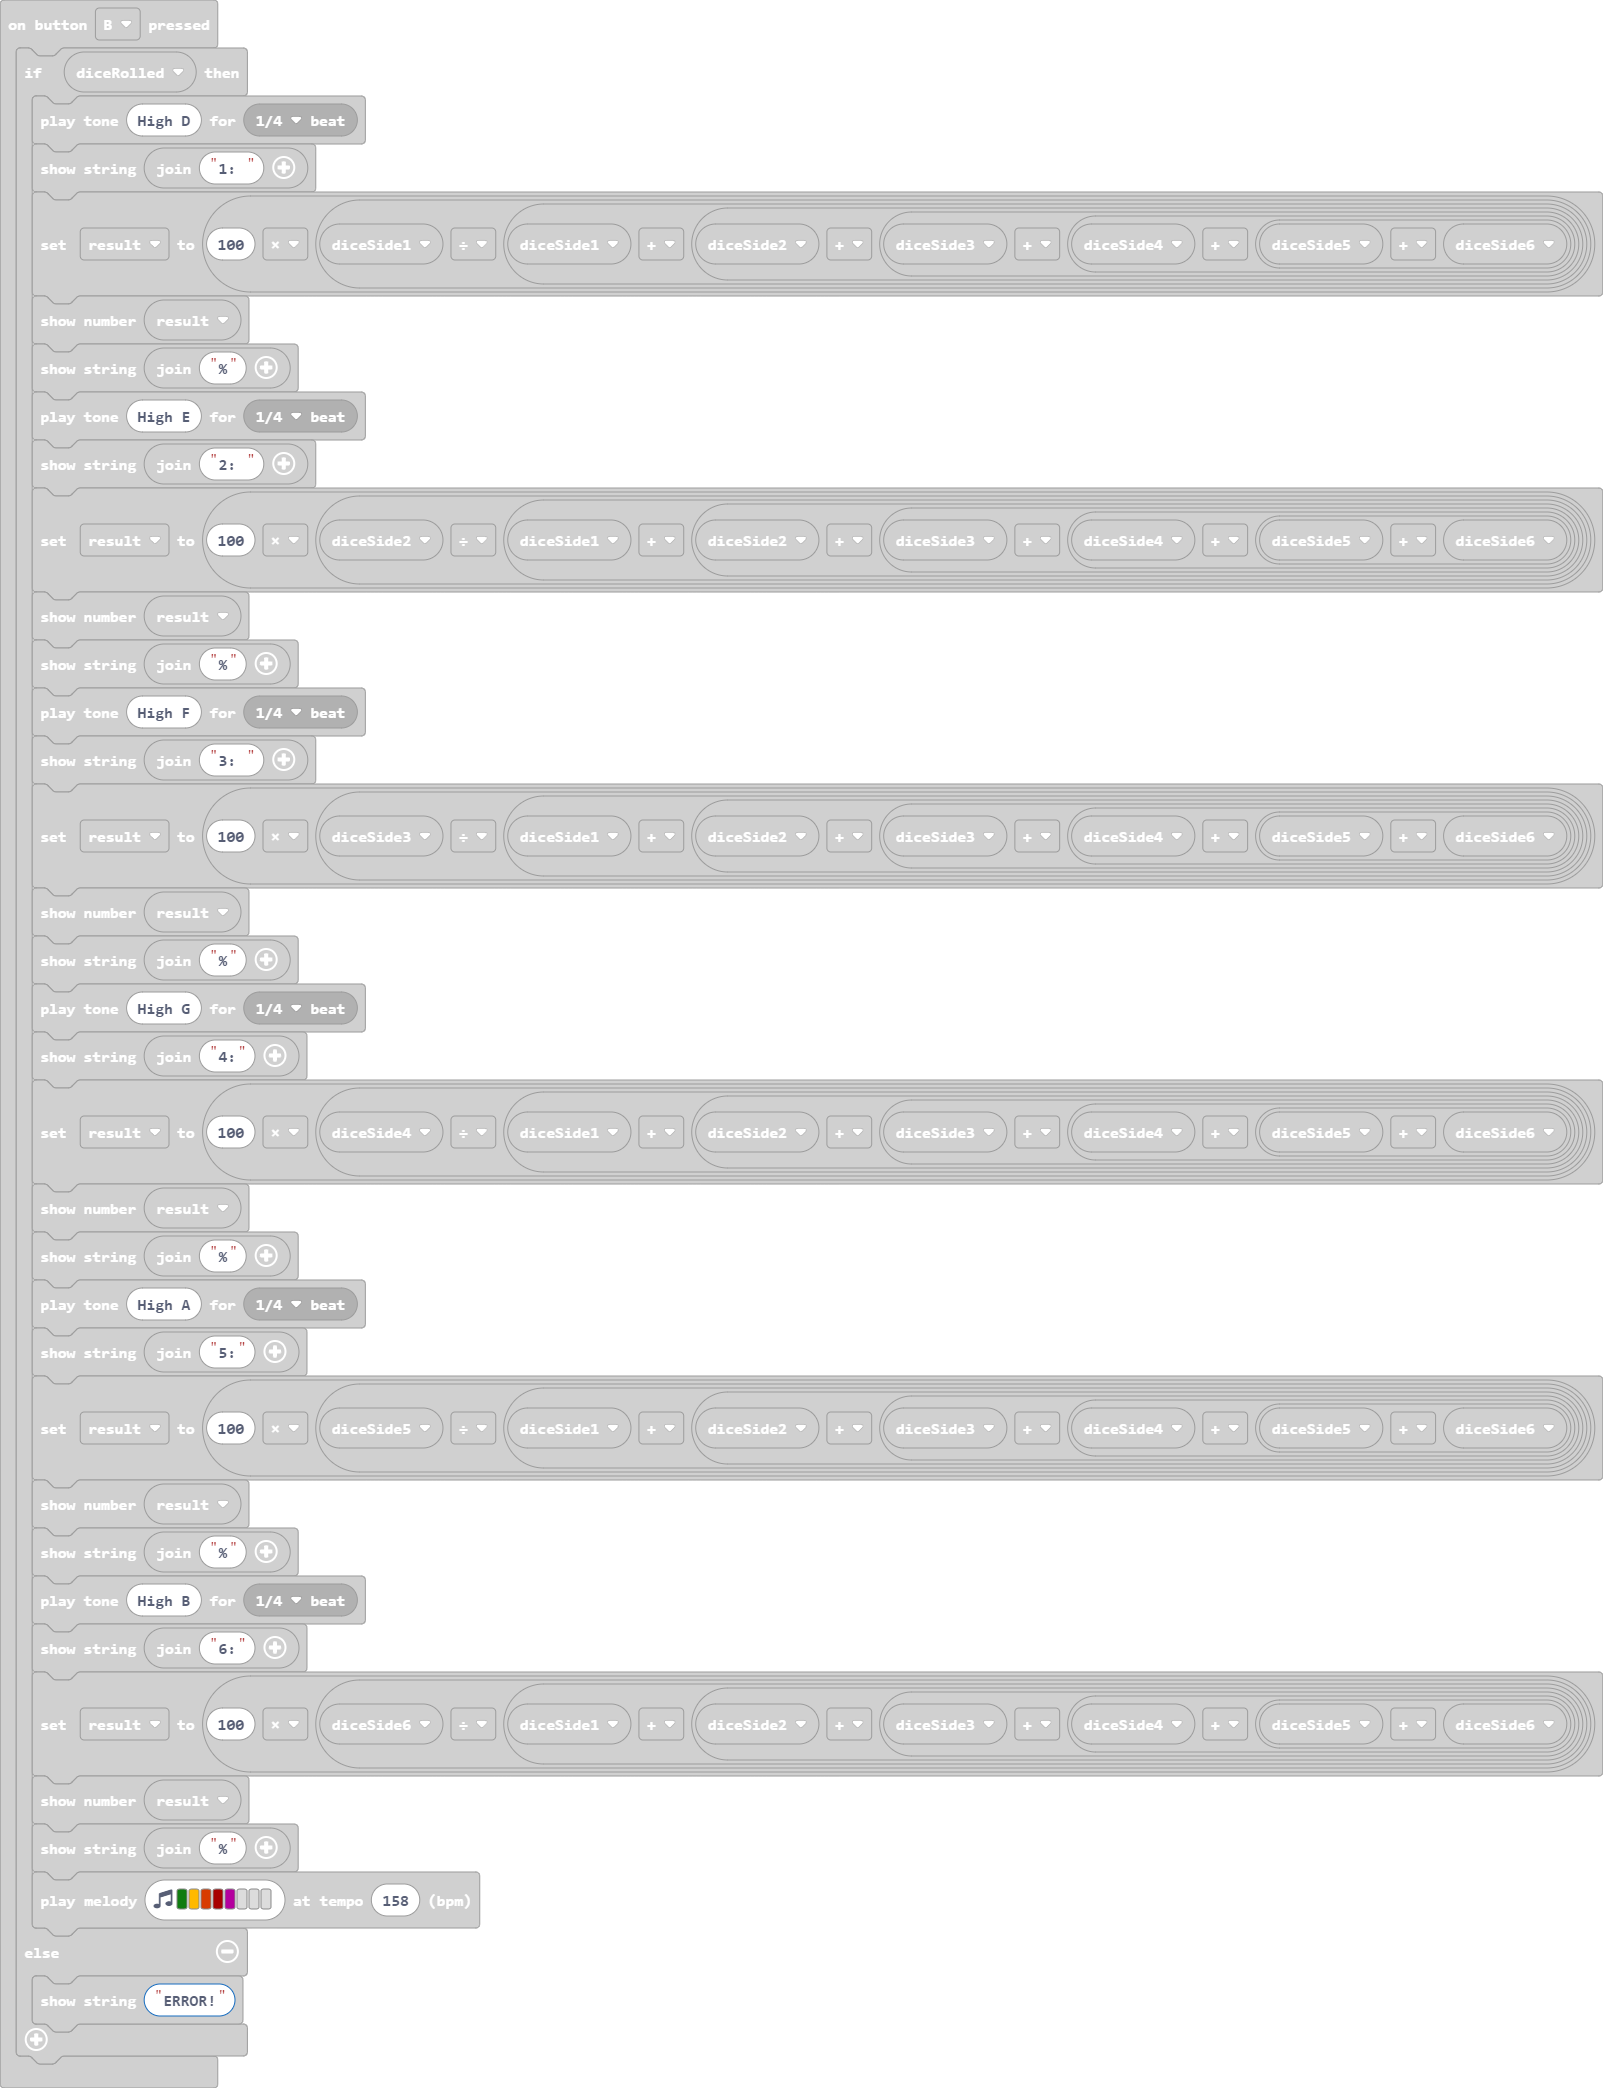 on button B pressed
if diceRolled then
play tone High D for 1/4 beat
show string join "1: "
set result to 100 × diceSide1 ÷ diceSide1 + diceSide2 + diceSide3 + diceSide4 + diceSide5 + diceSide6
show number result
show string join "%"
play tone High E for 1/4 beat
show string join "2: "
set result to 100 × diceSide2 ÷ diceSide1 + diceSide2 + diceSide3 + diceSide4 + diceSide5 + diceSide6
show number result
show string join "%"
play tone High F for 1/4 beat
show string join "3: "
set result to 100 × diceSide3 ÷ diceSide1 + diceSide2 + diceSide3 + diceSide4 + diceSide5 + diceSide6
show number result
show string join "%"
play tone High G for 1/4 beat
show string join "4:"
set result to 100 × diceSide4 ÷ diceSide1 + diceSide2 + diceSide3 + diceSide4 + diceSide5 + diceSide6
show number result
show string join "%"
play tone High A for 1/4 beat
show string join "5:"
set result to 100 × diceSide5 ÷ diceSide1 + diceSide2 + diceSide3 + diceSide4 + diceSide5 + diceSide6
show number result
show string join "%"
play tone High B for 1/4 beat
show string join "6:"
set result to 100 × diceSide6 ÷ diceSide1 + diceSide2 + diceSide3 + diceSide4 + diceSide5 + diceSide6
show number result
show string join "%"
play melody at tempo 158 (bpm)
else
show string "ERROR!"